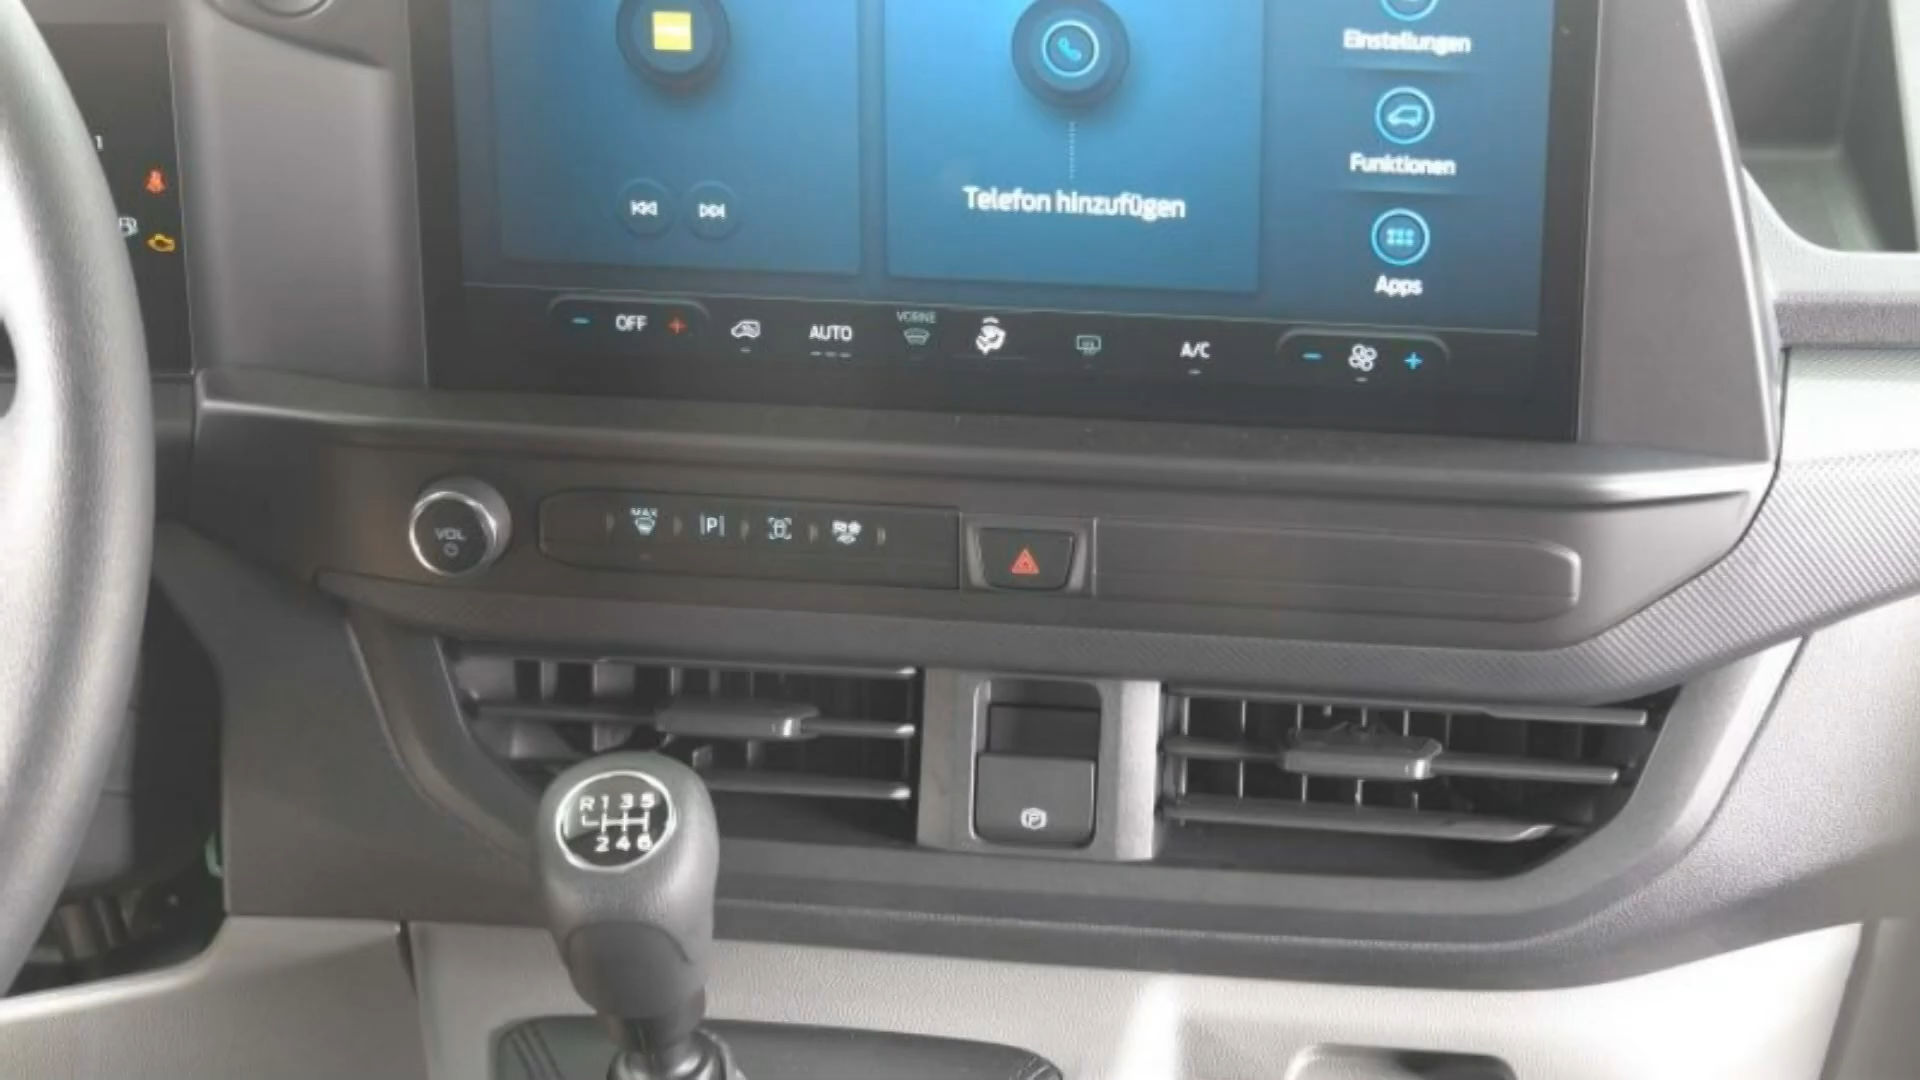 Einstellungen
Funktionen
Telefon hinzufügen
Apps
OFF
AUTO
VORNE
A/C
VOL
MAX
P
P
R 1 3 5
2 4 6